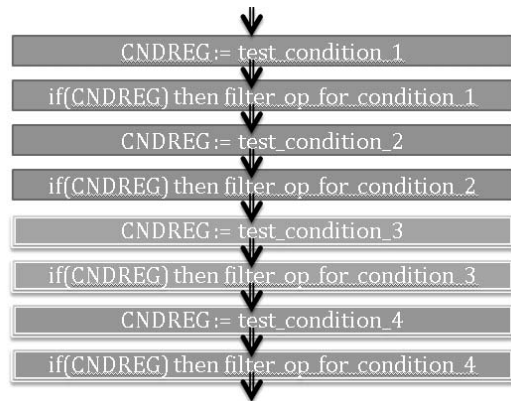 CNDREG := test_condition_1
if(CNDREG) then filter_op_for_condition_1
CNDREG := test_condition_2
if(CNDREG) then filter_op_for_condition_2
CNDREG := test_condition_3
if(CNDREG) then filter_op_for_condition_3
CNDREG := test_condition_4
if(CNDREG) then filter_op_for_condition_4